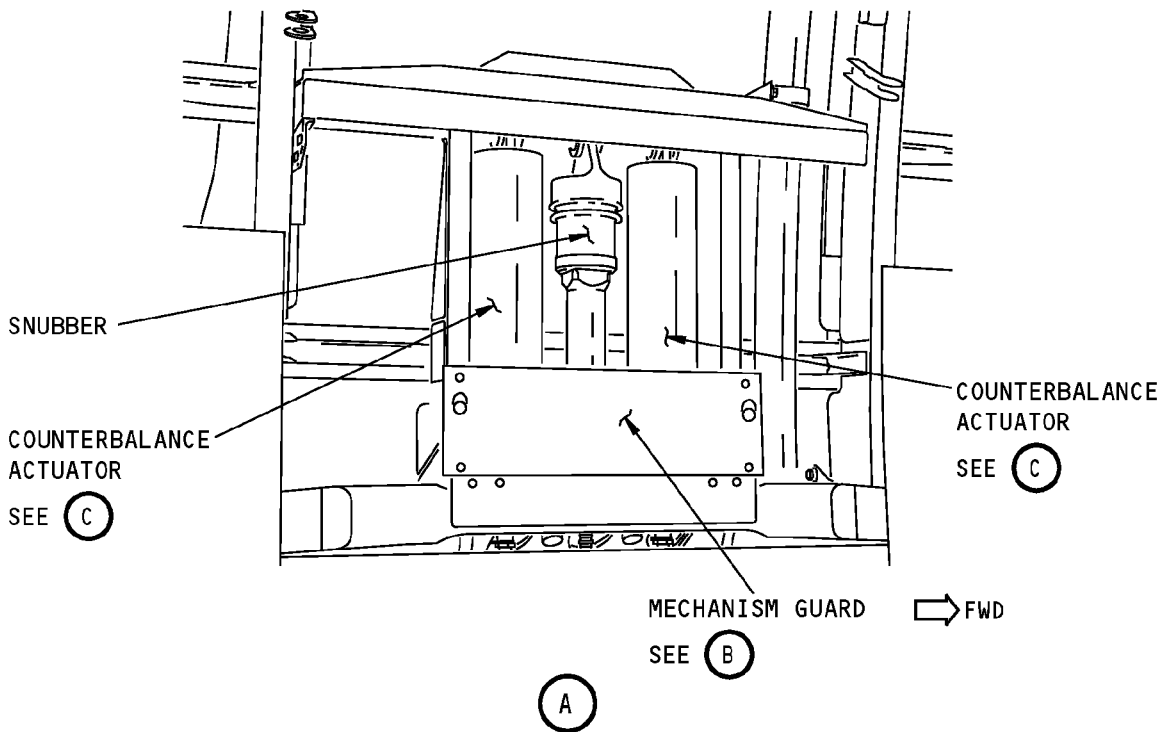 SNUBBER
COUNTERBALANCE
ACTUATOR
SEE C
COUNTERBALANCE
ACTUATOR
SEE C
MECHANISM GUARD
SEE B
FWD
A